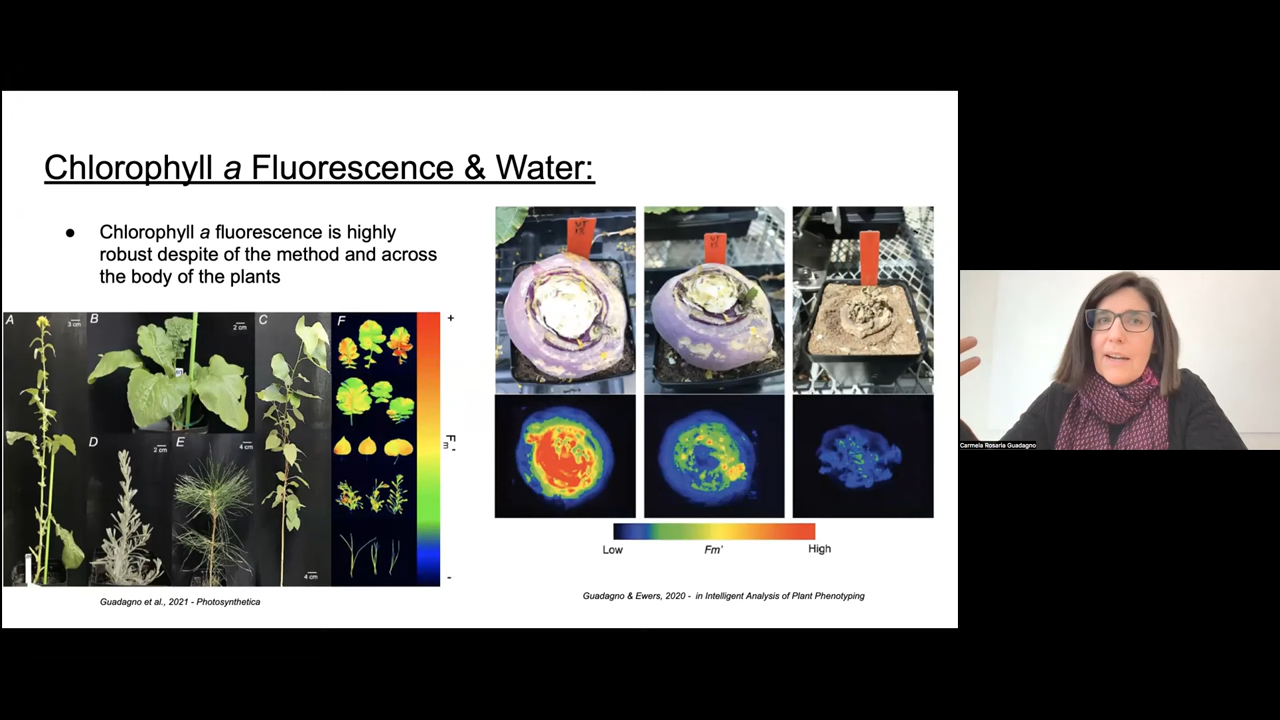 Chlorophyll a Fluorescence & Water:
● Chlorophyll a fluorescence is highly
robust despite of the method and across
the body of the plants
A
3 cm
B
2 cm
C
4 cm
D
2 cm
E
4 cm
F
+
-
Guadagno et al., 2021 - Photosynthetica
Low
Fm'
High
Guadagno & Ewers, 2020 - in Intelligent Analysis of Plant Phenotyping
Carmela Rosaria Guadagno